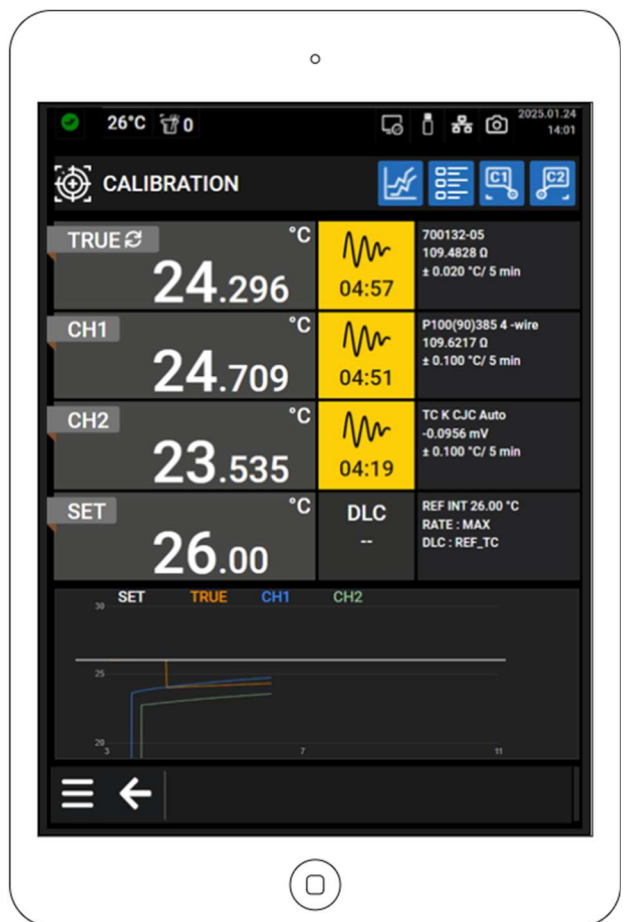 26°C 0
2025.01.24
14:01
CALIBRATION
C1 C2
TRUE °C
24.296
04:57
700132-05
109.4828 Ω
± 0.020 °C/ 5 min
CH1 °C
24.709
04:51
P100(90)385 4 -wire
109.6217 Ω
± 0.100 °C/ 5 min
CH2 °C
23.535
04:19
TC K CJC Auto
-0.0956 mV
± 0.100 °C/ 5 min
SET °C
26.00
DLC
--
REF INT 26.00 °C
RATE : MAX
DLC : REF_TC
SET TRUE CH1 CH2
30
25
20
3 7 11